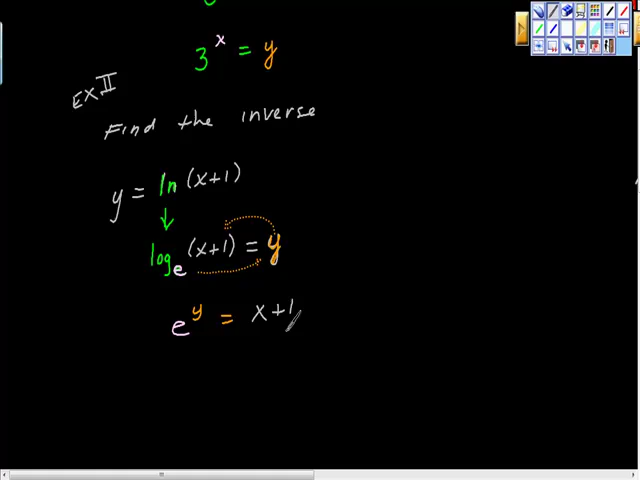 3^x = y
EX II
Find the inverse
y = ln (x+1)
log_e (x+1) = y
e^y = x+1